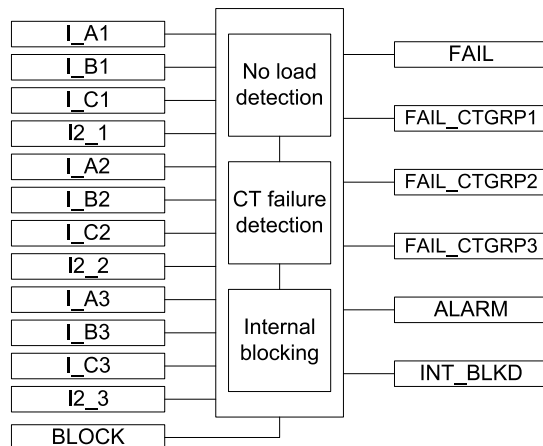 I_A1
I_B1
I_C1
I2_1
I_A2
I_B2
I_C2
I2_2
I_A3
I_B3
I_C3
I2_3
BLOCK
No load
detection
CT failure
detection
Internal
blocking
FAIL
FAIL_CTGRP1
FAIL_CTGRP2
FAIL_CTGRP3
ALARM
INT_BLKD